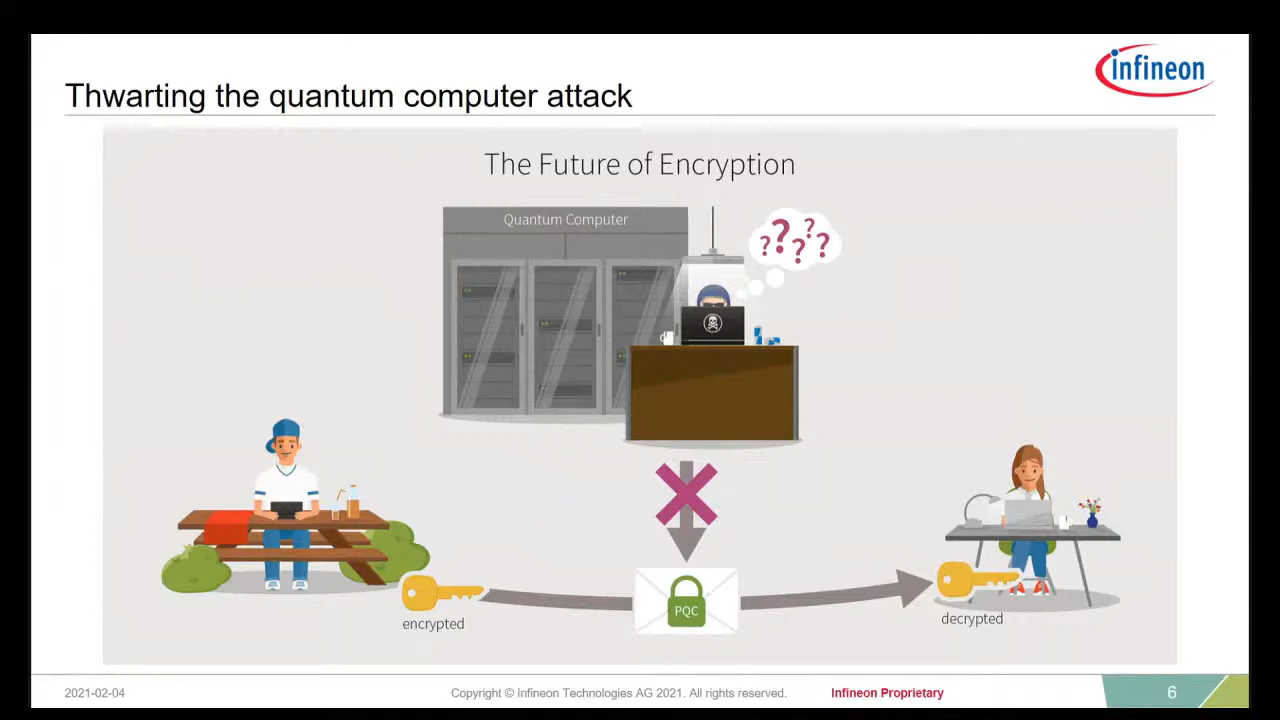 infineon
Thwarting the quantum computer attack
The Future of Encryption
Quantum Computer
? ? ? ? ?
PQC
encrypted
decrypted
2021-02-04
Copyright © Infineon Technologies AG 2021. All rights reserved.
Infineon Proprietary
6